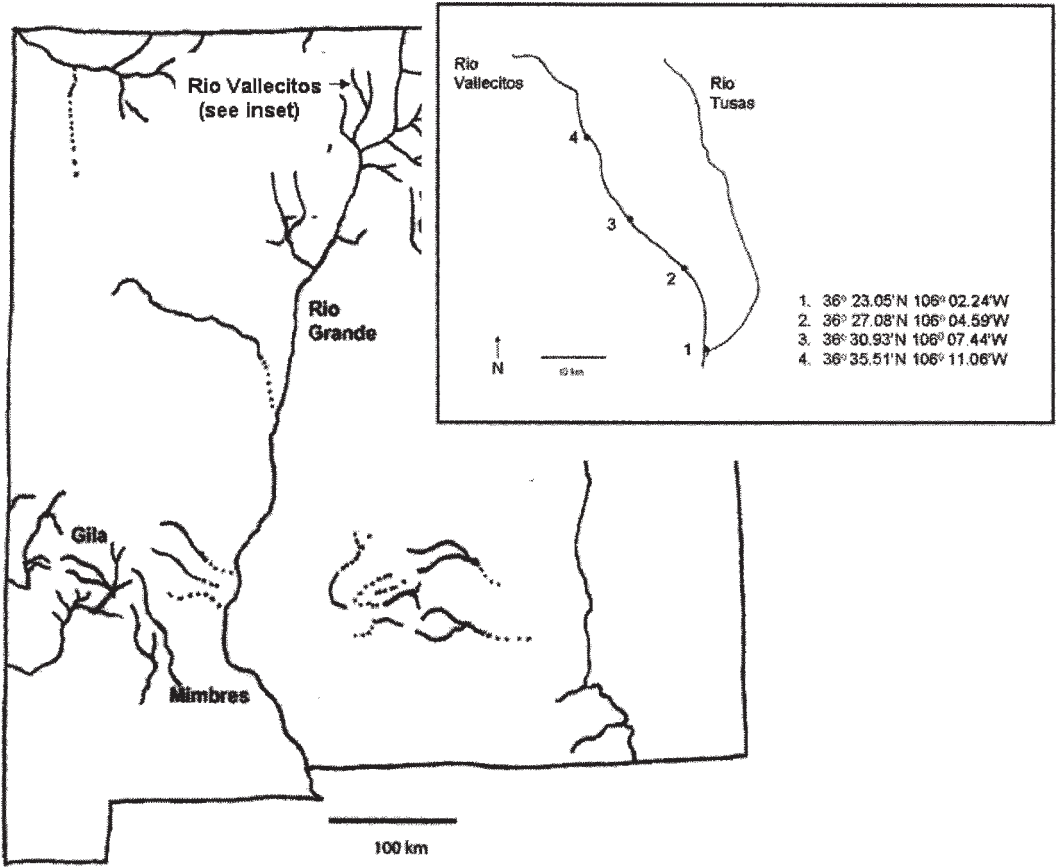 Rio Vallecitos
(see inset)
Rio
Grande
Gila
Mimbres
100 km
Rio
Vallecitos
Rio
Tusas
4
3
2
1
N
10 km
1. 36° 23.05'N 106° 02.24'W
2. 36° 27.08'N 106° 04.59'W
3. 36° 30.93'N 106° 07.44'W
4. 36° 35.51'N 106° 11.06'W